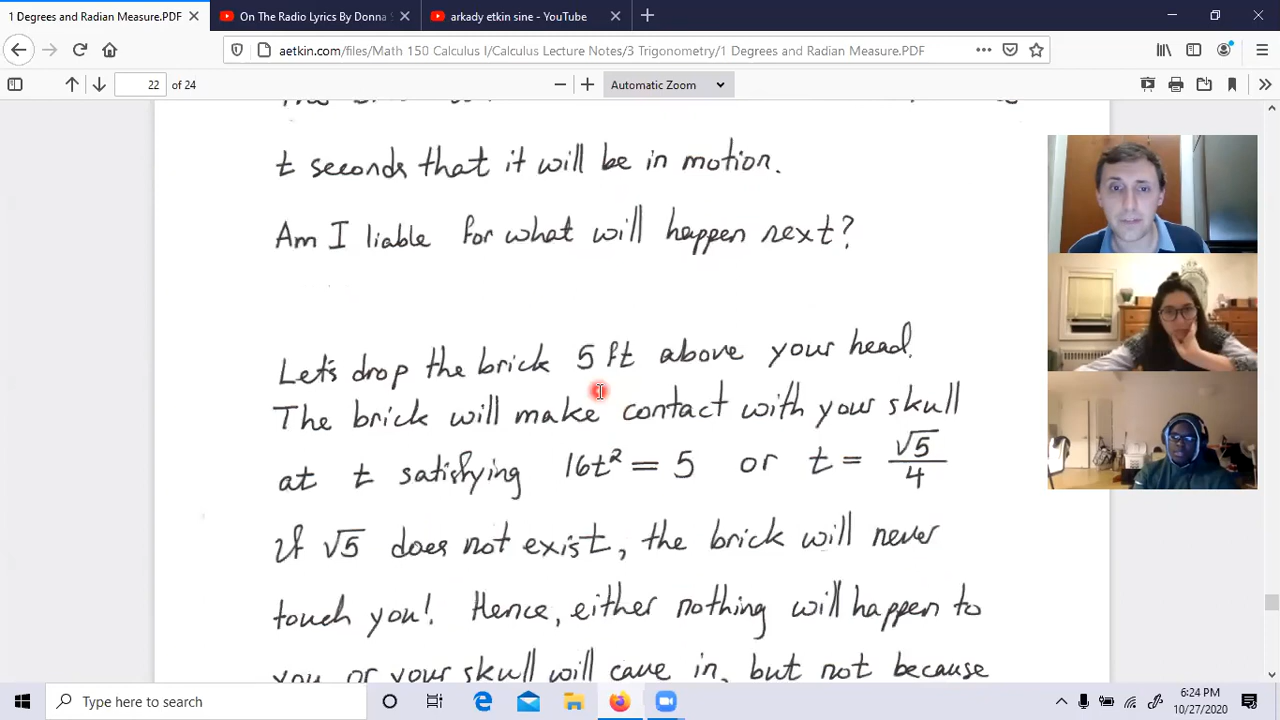 1 Degrees and Radian Measure.PDF
On The Radio Lyrics By Donna S
arkady etkin sine - YouTube
aetkin.com/files/Math 150 Calculus I/Calculus Lecture Notes/3 Trigonometry/1 Degrees and Radian Measure.PDF
22 of 24
Automatic Zoom
t seconds that it will be in motion.
Am I liable for what will happen next?
Let's drop the brick 5 ft above your head.
The brick will make contact with your skull
at t satisfying 16t² = 5 or t = √5/4
If √5 does not exist, the brick will never
touch you! Hence, either nothing will happen to
you or your skull will cave in, but not because
Type here to search
6:24 PM
10/27/2020